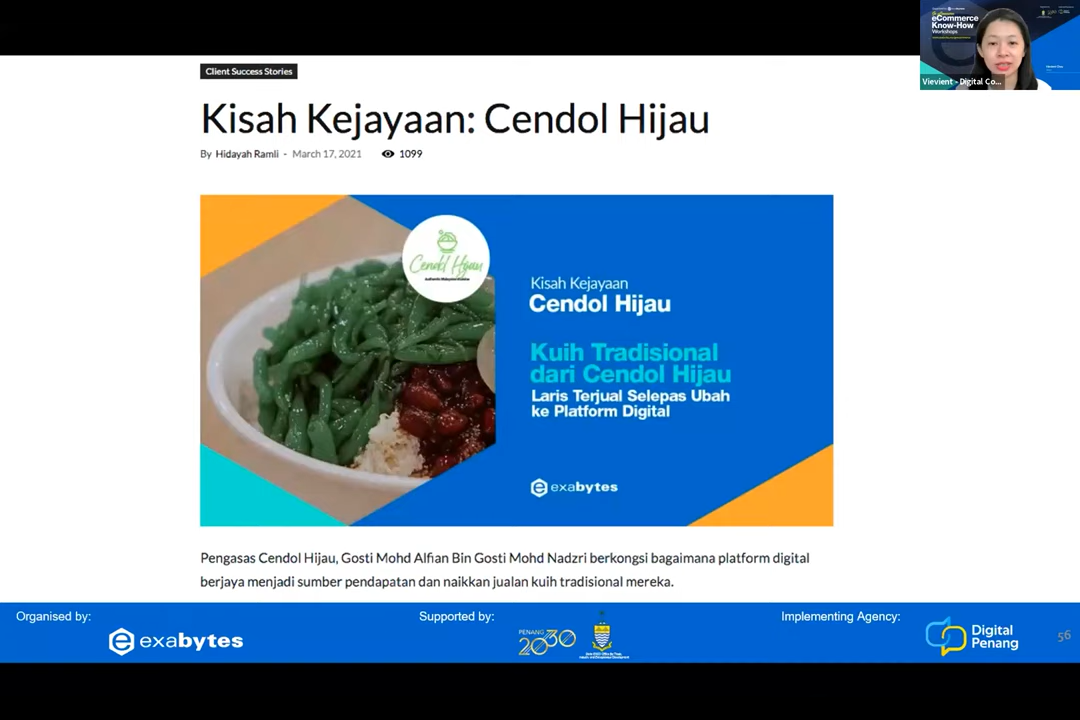 Client Success Stories
Kisah Kejayaan: Cendol Hijau
By Hidayah Ramli - March 17, 2021 1099
Cendol Hijau
Kisah Kejayaan
Cendol Hijau
Kuih Tradisional
dari Cendol Hijau
Laris Terjual Selepas Ubah
ke Platform Digital
exabytes
Pengasas Cendol Hijau, Gosti Mohd Alfian Bin Gosti Mohd Nadzri berkongsi bagaimana platform digital
berjaya menjadi sumber pendapatan dan naikkan jualan kuih tradisional mereka.
eCommerce
Know-How
Workshops
Vievient - Digital Co...
Organised by:
exabytes
Supported by:
PENANG
2030
Implementing Agency:
Digital
Penang
56